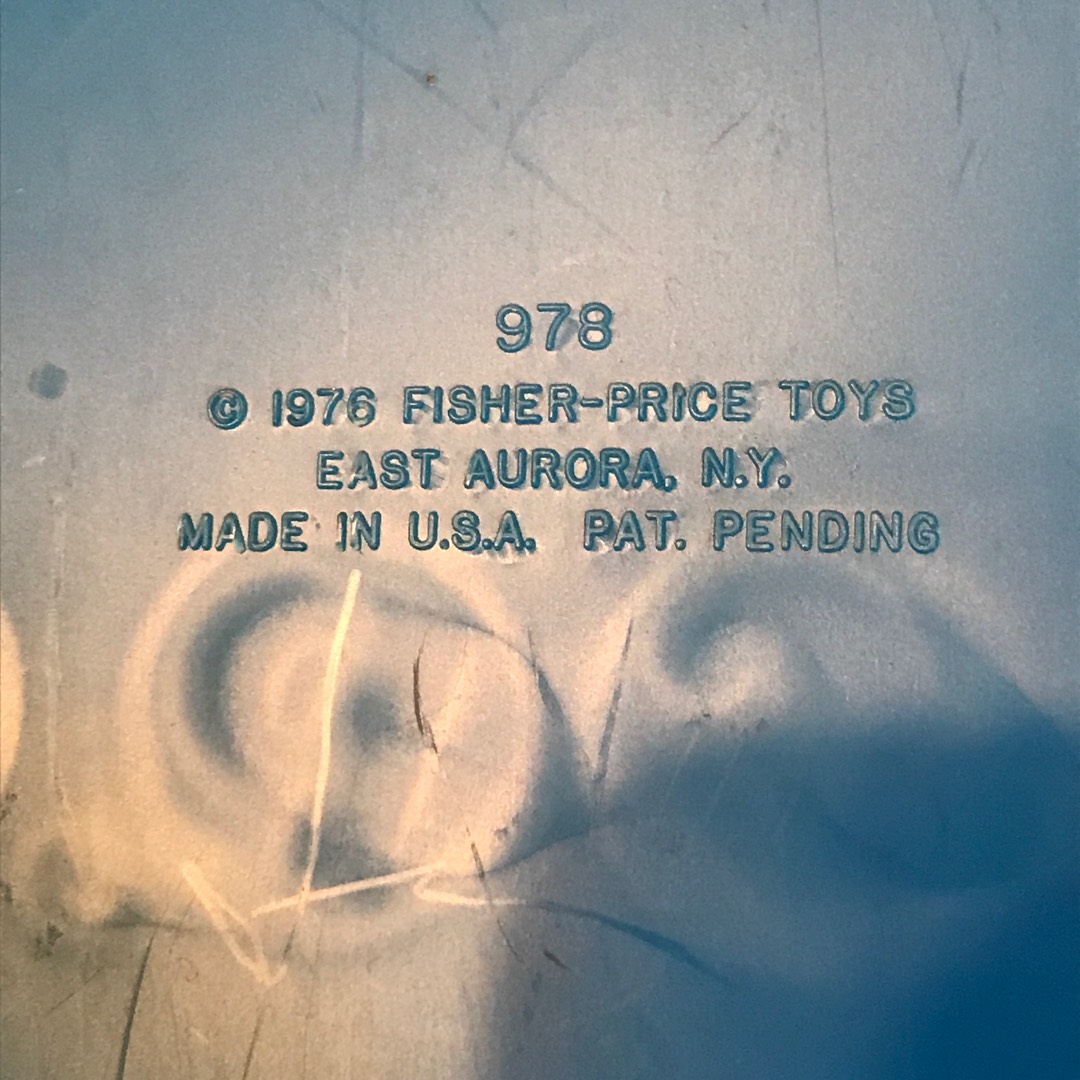 978
© 1976 FISHER-PRICE TOYS
EAST AURORA, N.Y.
MADE IN U.S.A. PAT. PENDING